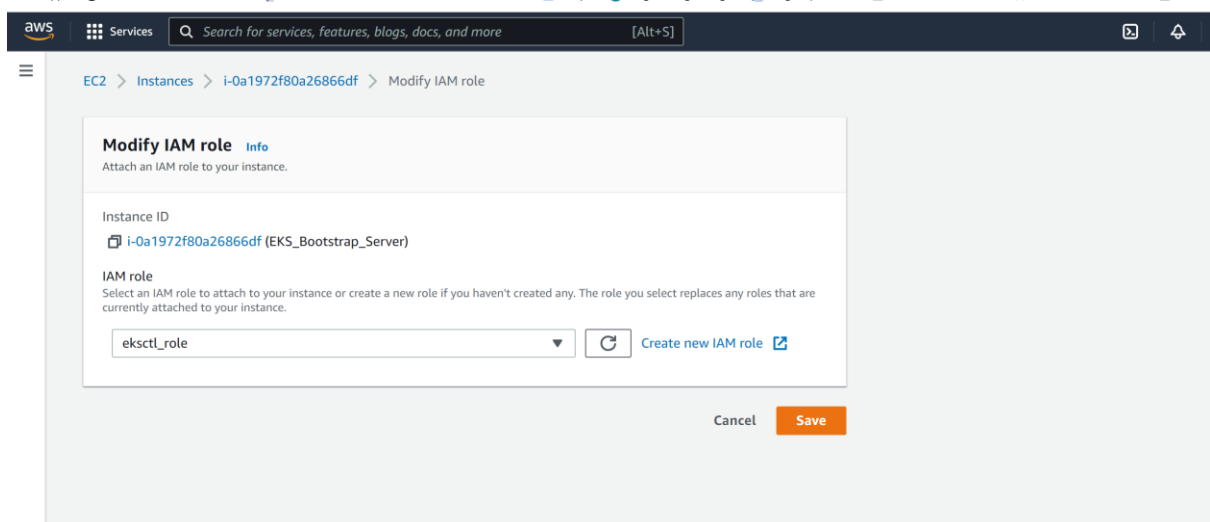 aws
Services
Search for services, features, blogs, docs, and more
[Alt+S]
EC2 > Instances > i-0a1972f80a26866df > Modify IAM role
Modify IAM role Info
Attach an IAM role to your instance.
Instance ID
i-0a1972f80a26866df (EKS_Bootstrap_Server)
IAM role
Select an IAM role to attach to your instance or create a new role if you haven't created any. The role you select replaces any roles that are
currently attached to your instance.
eksctl_role
Create new IAM role
Cancel
Save